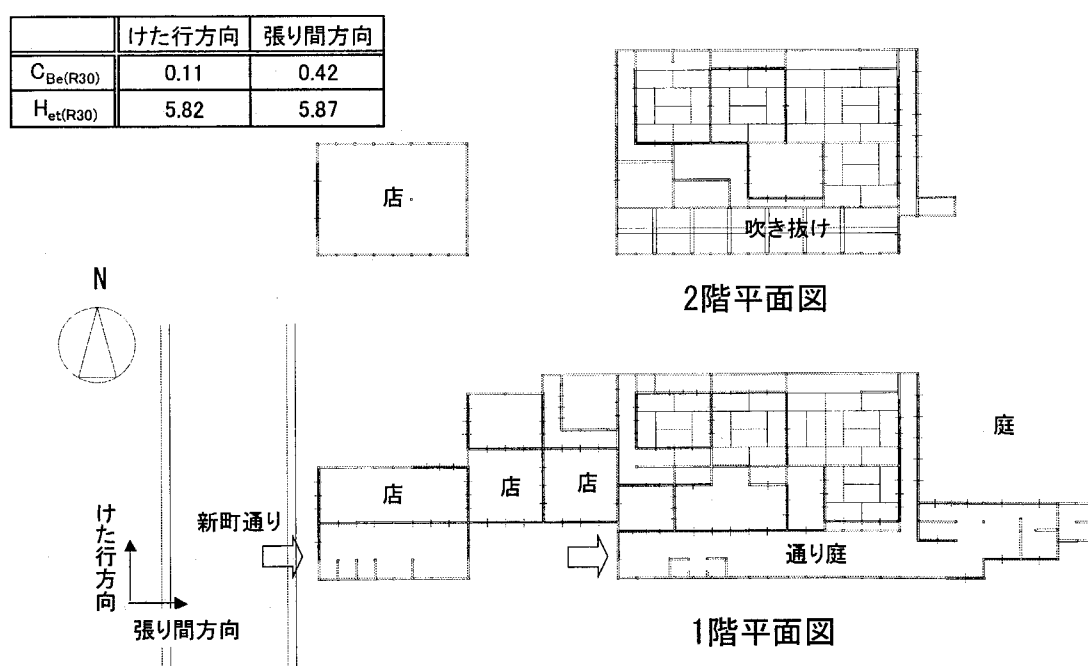 けた行方向 張り間方向
CBe(R30) 0.11 0.42
Het(R30) 5.82 5.87
店
吹き抜け
2階平面図
N
庭
店
店
店
新町通り
通り庭
けた行方向
張り間方向
1階平面図